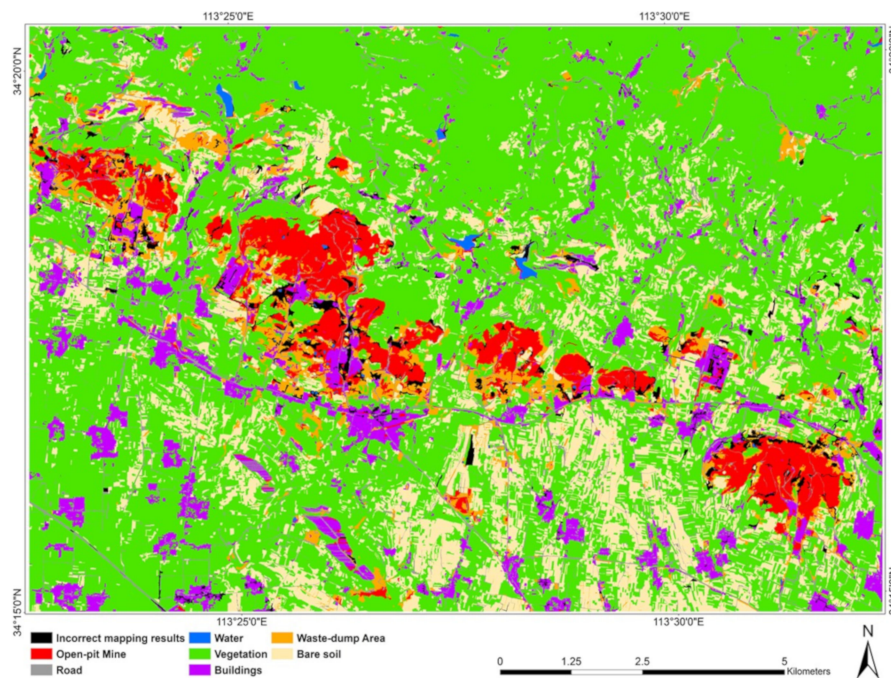 113°25'0"E 113°30'0"E
34°20'0"N
34°15'0"N
113°25'0"E 113°30'0"E
Incorrect mapping results Water Waste-dump Area
Open-pit Mine Vegetation Bare soil
Road Buildings
N
0 1.25 2.5 5
Kilometers